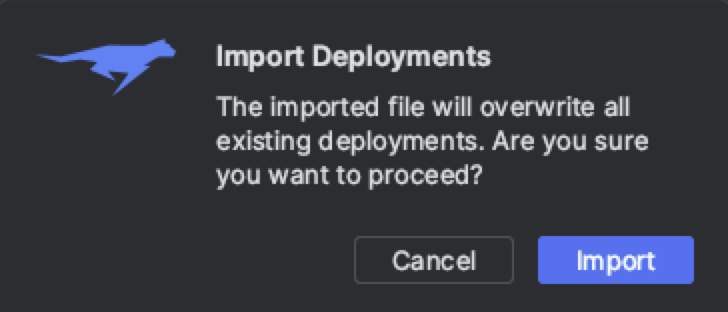 Import Deployments
The imported file will overwrite all
existing deployments. Are you sure
you want to proceed?
Cancel
Import